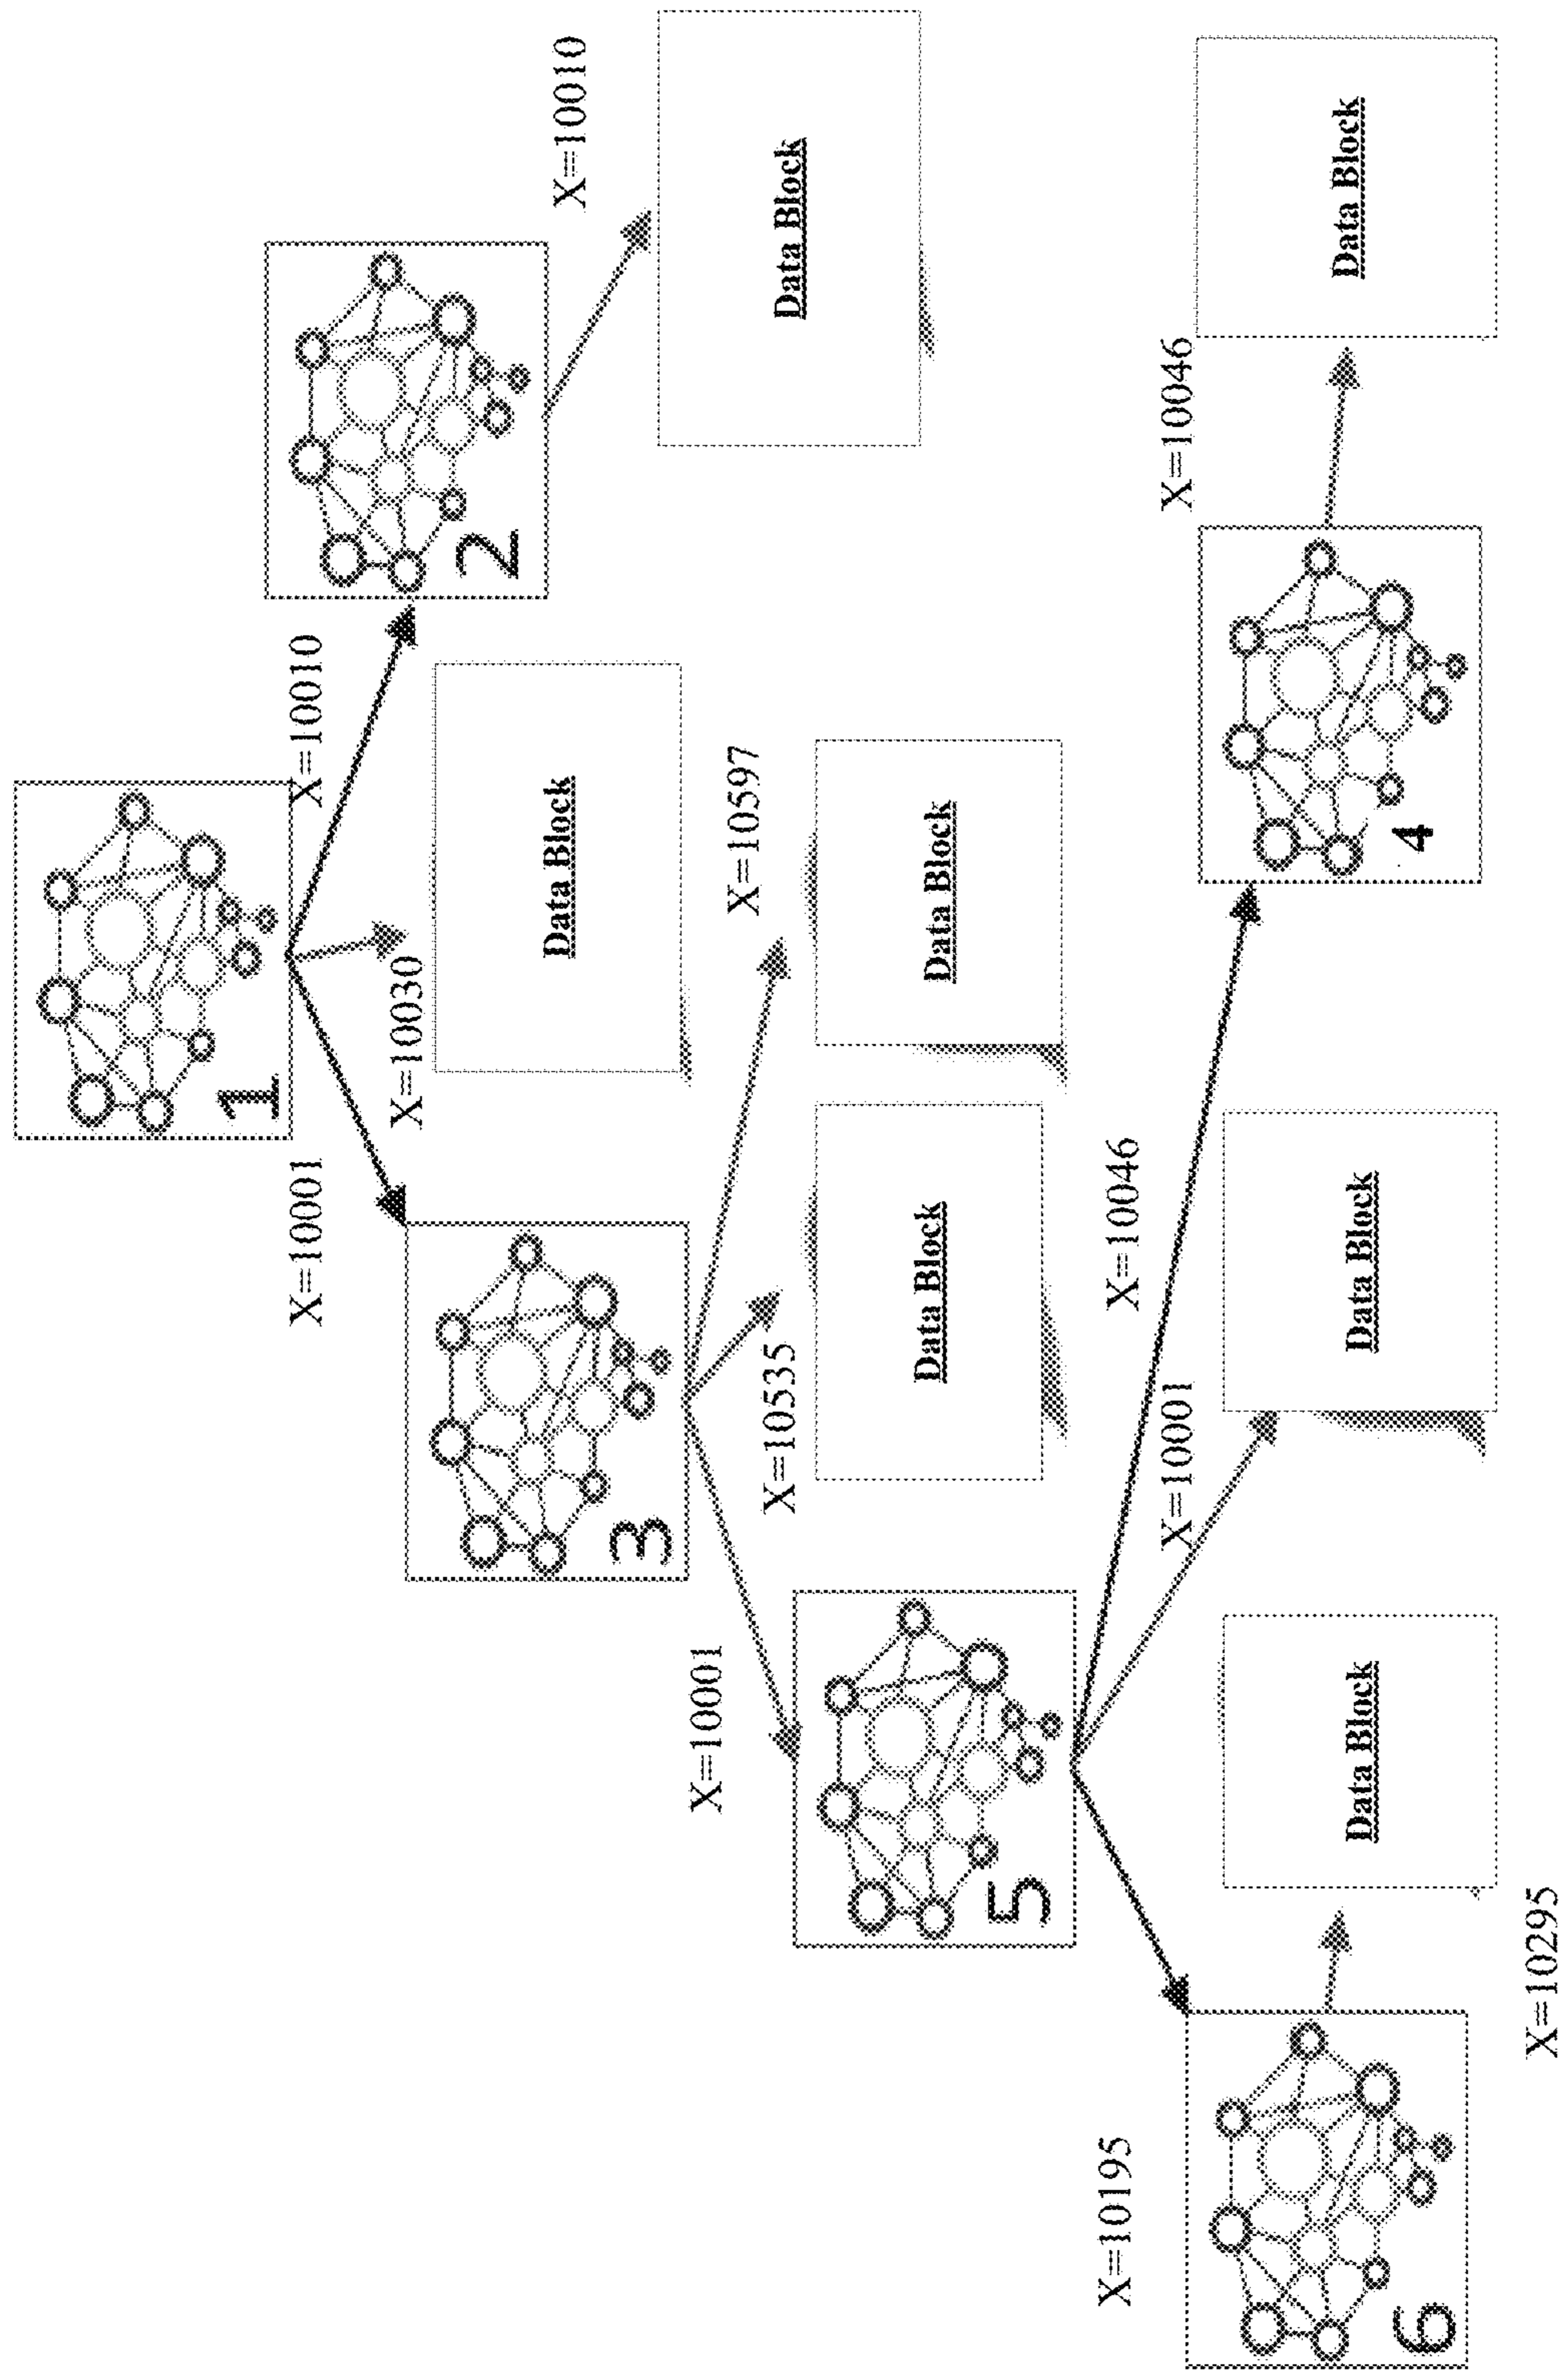 1
X=10001
X=10010
X=10030
2
Data Block
X=10010
3
X=10001
X=10597
X=10535
Data Block
Data Block
Data Block
5
X=10195
X=10046
X=10001
X=10046
Data Block
Data Block
Data Block
6
4
X=10295